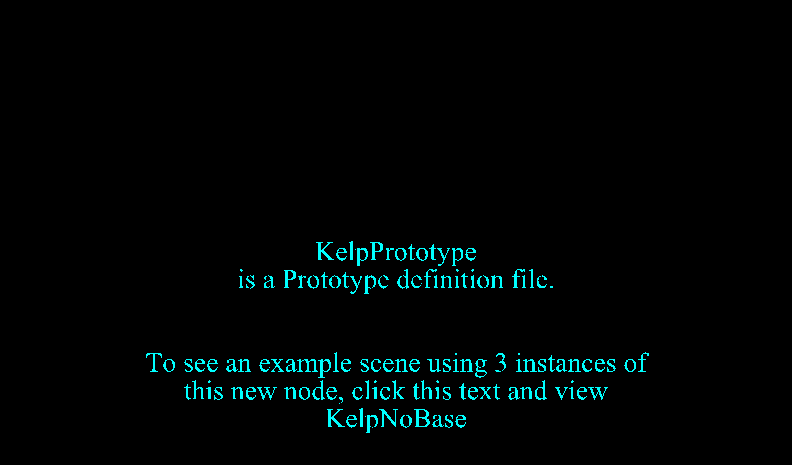 KelpPrototype
is a Prototype definition file.
To see an example scene using 3 instances of
this new node, click this text and view
KelpNoBase